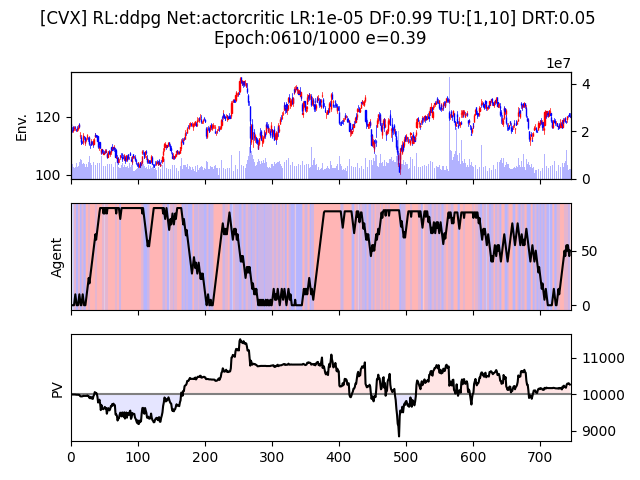 [CVX] RL:ddpg Net:actorcritic LR:1e-05 DF:0.99 TU:[1,10] DRT:0.05
Epoch:0610/1000 e=0.39
1e7
Env.
120
100
4
2
0
Agent
50
0
PV
11000
10000
9000
0 100 200 300 400 500 600 700